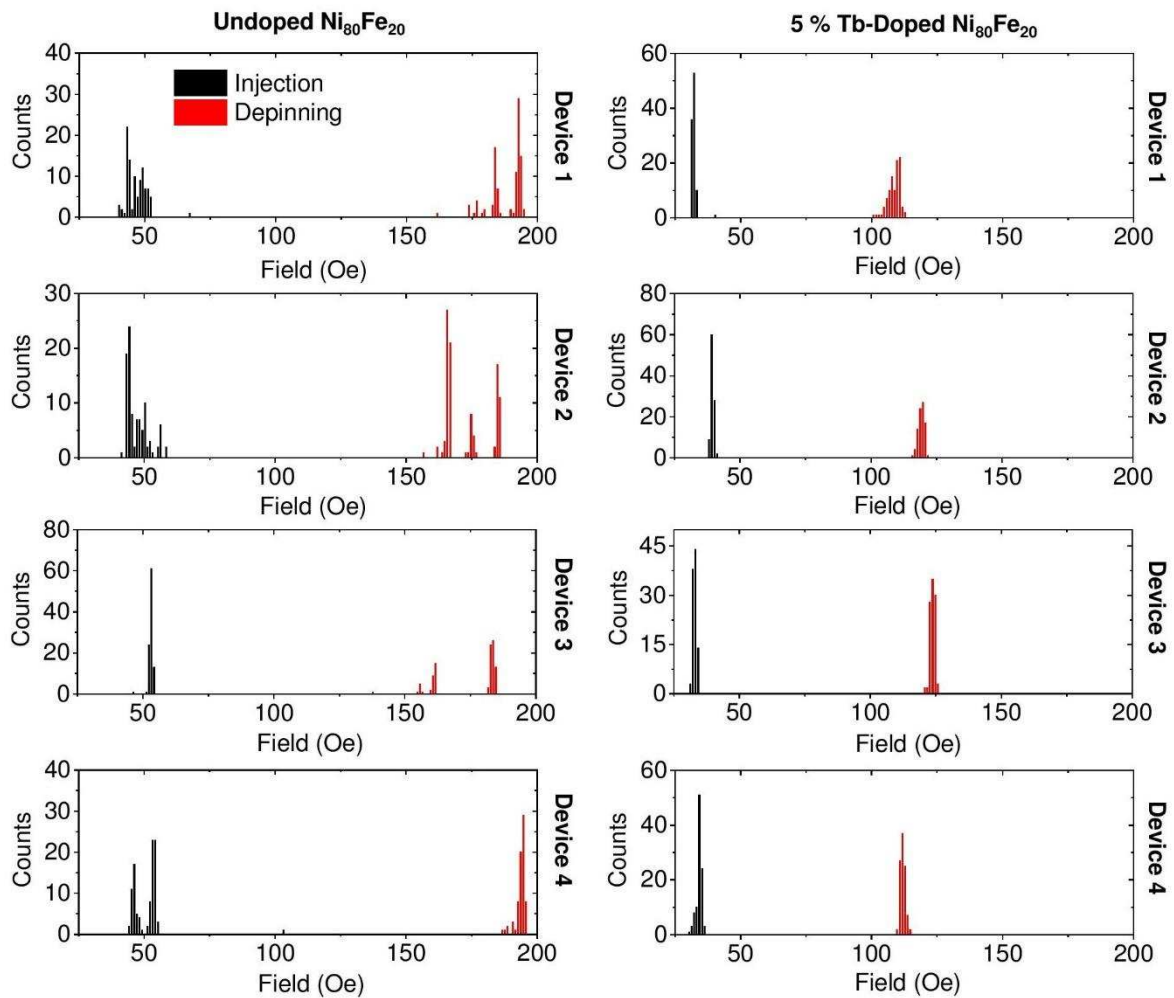 Undoped Ni₈₀Fe₂₀
5 % Tb-Doped Ni₈₀Fe₂₀
40
30
20
10
0
Counts
Injection
Depinning
50
100
150
200
Field (Oe)
Device 1
60
40
20
0
Counts
50
100
150
200
Field (Oe)
Device 1
30
20
10
0
Counts
50
100
150
200
Field (Oe)
Device 2
80
60
40
20
0
Counts
50
100
150
200
Field (Oe)
Device 2
80
60
40
20
0
Counts
50
100
150
200
Field (Oe)
Device 3
45
30
15
0
Counts
50
100
150
200
Field (Oe)
Device 3
40
30
20
10
0
Counts
50
100
150
200
Field (Oe)
Device 4
60
40
20
0
Counts
50
100
150
200
Field (Oe)
Device 4